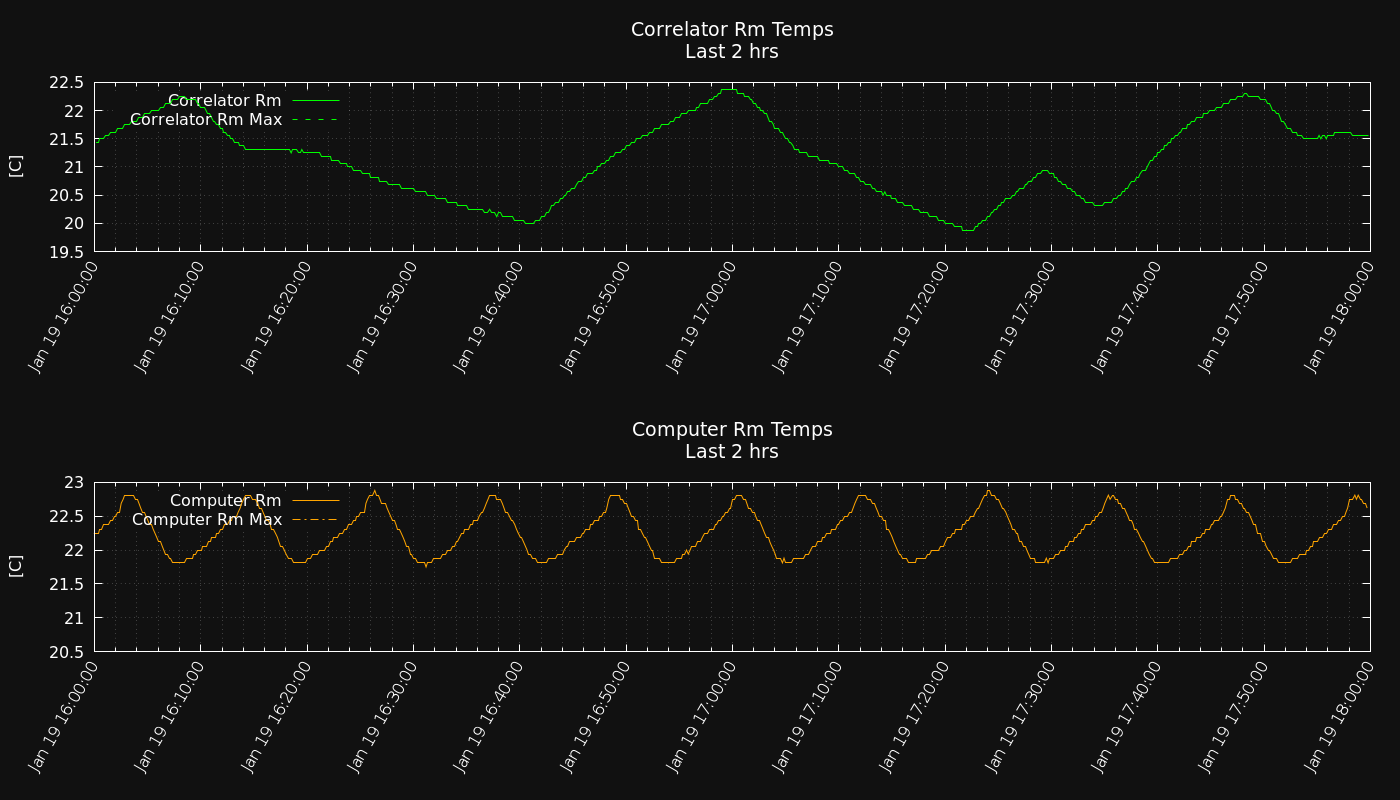 Correlator Rm Temps
Last 2 hrs
22.5
22
21.5
21
20.5
20
19.5
[C]
Correlator Rm
Correlator Rm Max
Jan 19 16:00:00
Jan 19 16:10:00
Jan 19 16:20:00
Jan 19 16:30:00
Jan 19 16:40:00
Jan 19 16:50:00
Jan 19 17:00:00
Jan 19 17:10:00
Jan 19 17:20:00
Jan 19 17:30:00
Jan 19 17:40:00
Jan 19 17:50:00
Jan 19 18:00:00
Computer Rm Temps
Last 2 hrs
23
22.5
22
21.5
21
20.5
[C]
Computer Rm
Computer Rm Max
Jan 19 16:00:00
Jan 19 16:10:00
Jan 19 16:20:00
Jan 19 16:30:00
Jan 19 16:40:00
Jan 19 16:50:00
Jan 19 17:00:00
Jan 19 17:10:00
Jan 19 17:20:00
Jan 19 17:30:00
Jan 19 17:40:00
Jan 19 17:50:00
Jan 19 18:00:00